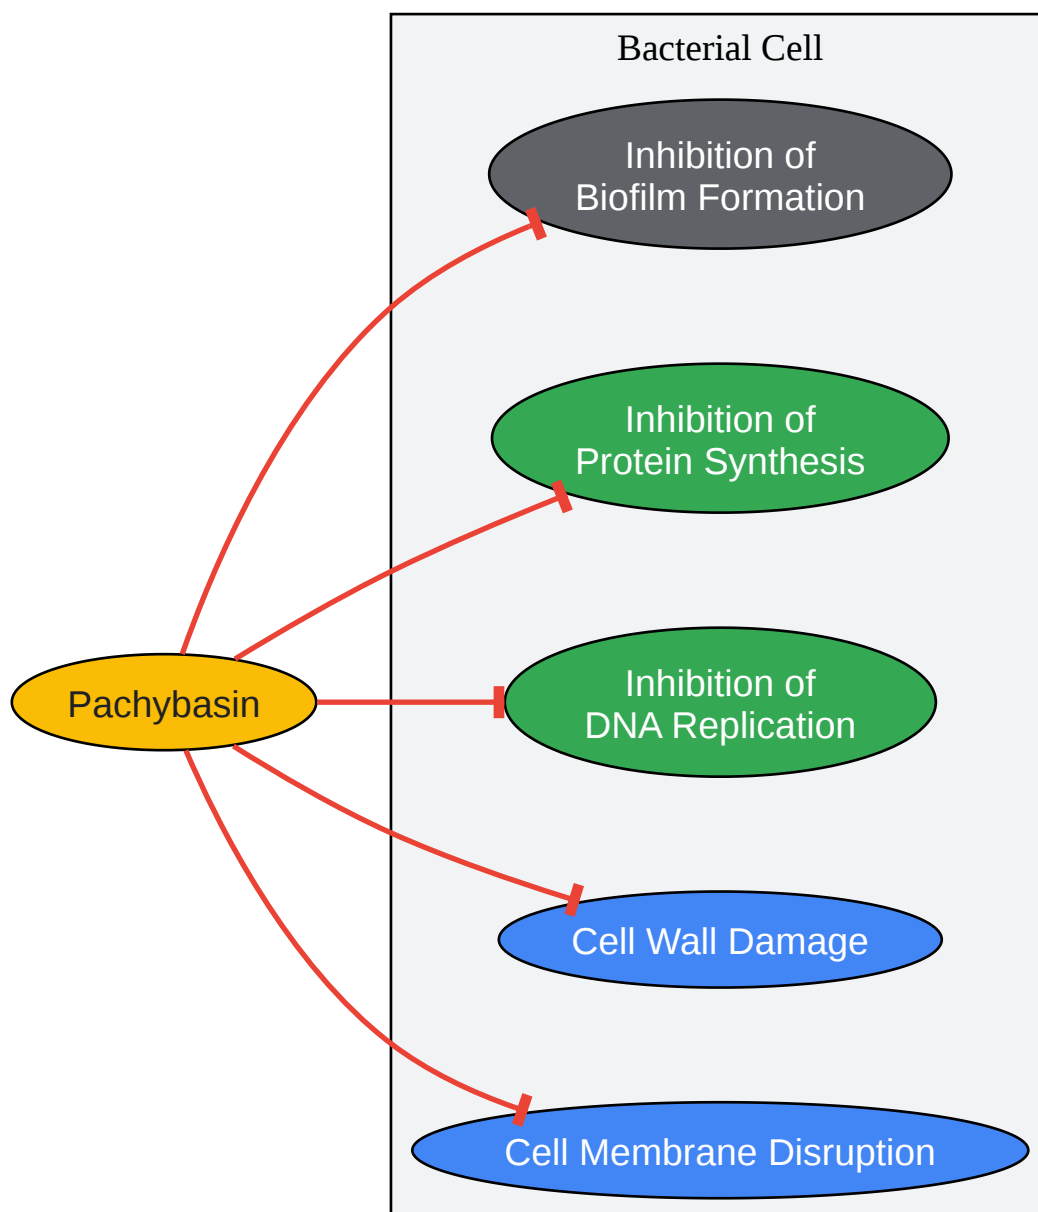 Bacterial Cell
Inhibition of
Biofilm Formation
Inhibition of
Protein Synthesis
Pachybasin
Inhibition of
DNA Replication
Cell Wall Damage
Cell Membrane Disruption